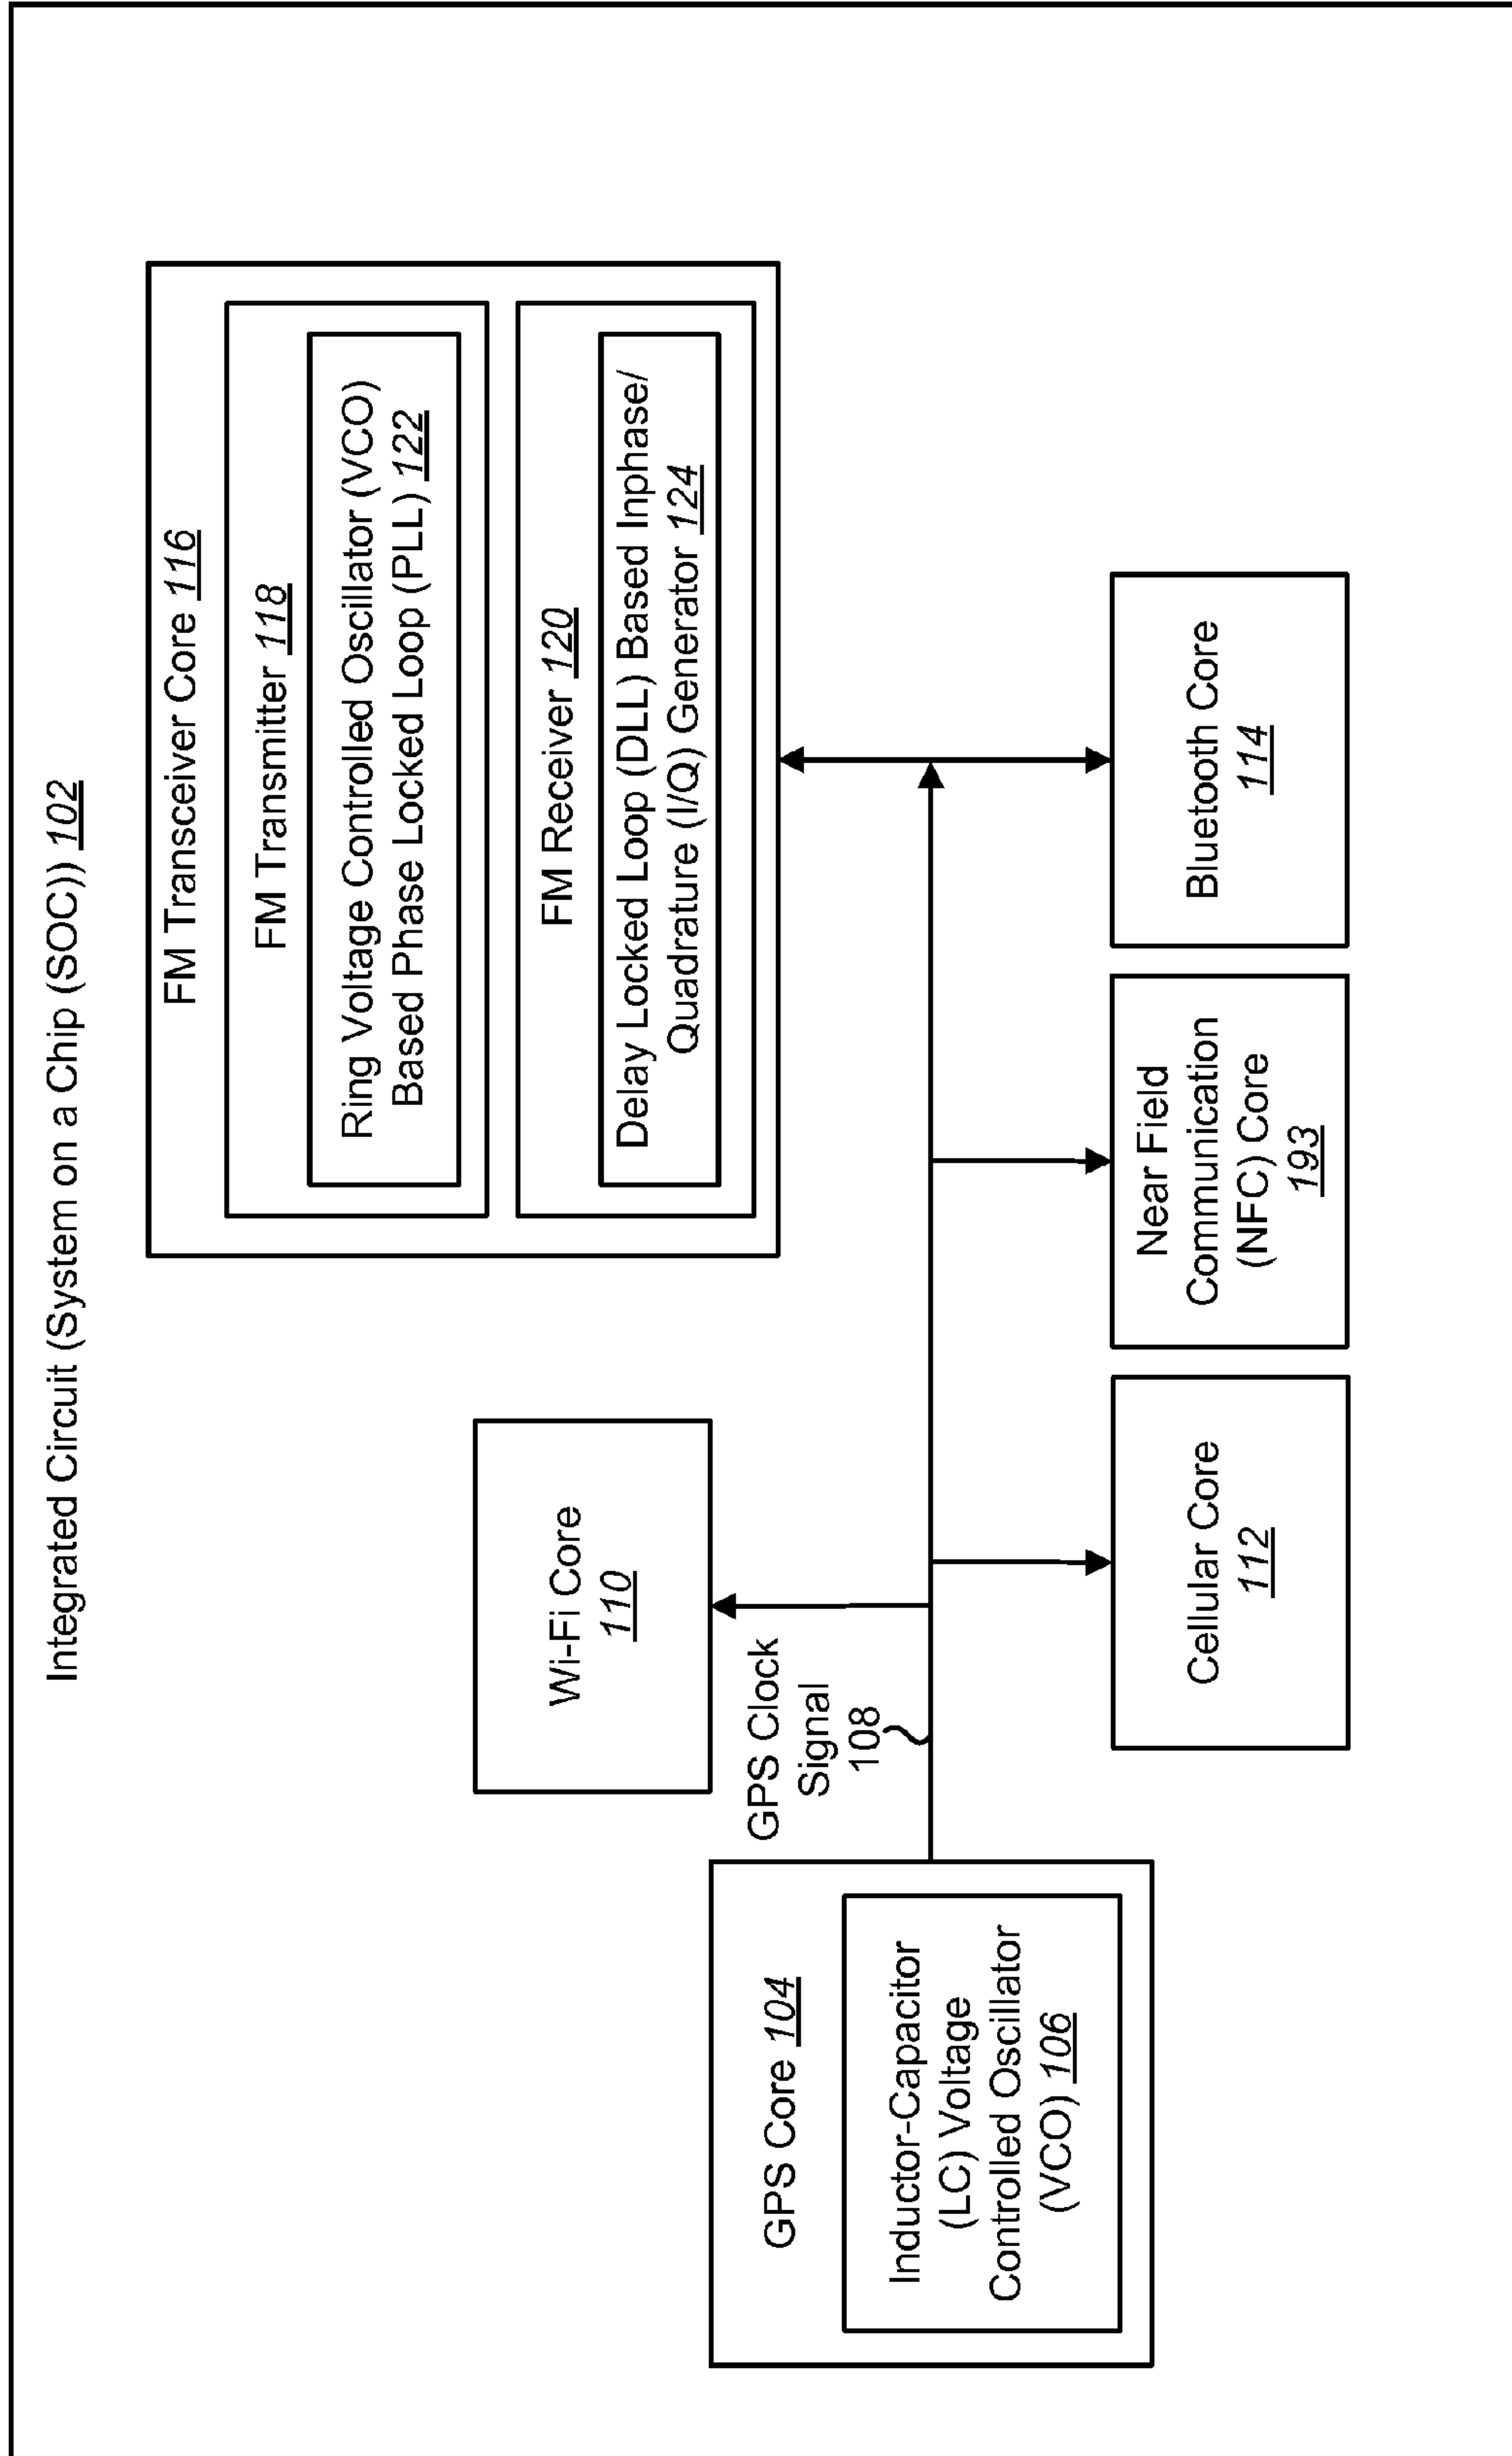 Integrated Circuit (System on a Chip (SOC)) 102
FM Transceiver Core 116
FM Transmitter 118
Ring Voltage Controlled Oscillator (VCO)
Based Phase Locked Loop (PLL) 122
FM Receiver 120
Delay Locked Loop (DLL) Based Inphase/
Quadrature (I/Q) Generator 124
Wi-Fi Core
110
GPS Clock
Signal
108
GPS Core 104
Inductor-Capacitor
(LC) Voltage
Controlled Oscillator
(VCO) 106
Cellular Core
112
Near Field
Communication
(NFC) Core
193
Bluetooth Core
114